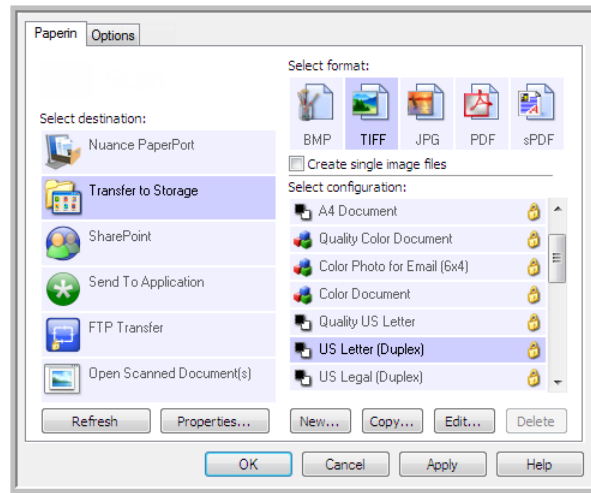 Paperin Options
Select format:
BMP TIFF JPG PDF sPDF
Create single image files
Select destination:
Nuance PaperPort
Transfer to Storage
SharePoint
Send To Application
FTP Transfer
Open Scanned Document(s)
Select configuration:
A4 Document
Quality Color Document
Color Photo for Email (6x4)
Color Document
Quality US Letter
US Letter (Duplex)
US Legal (Duplex)
Refresh Properties... New... Copy... Edit... Delete
OK Cancel Apply Help